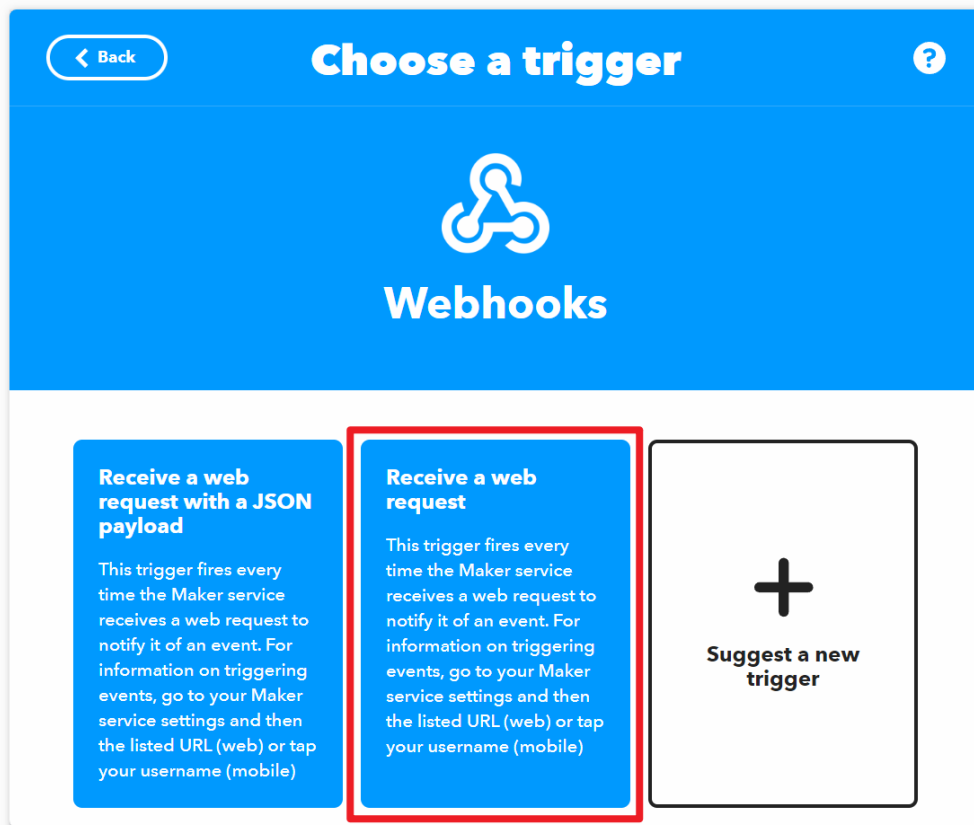 Back
Choose a trigger
?
Webhooks
Receive a web
request with a JSON
payload
This trigger fires every
time the Maker service
receives a web request to
notify it of an event. For
information on triggering
events, go to your Maker
service settings and then
the listed URL (web) or tap
your username (mobile)
Receive a web
request
This trigger fires every
time the Maker service
receives a web request to
notify it of an event. For
information on triggering
events, go to your Maker
service settings and then
the listed URL (web) or tap
your username (mobile)
Suggest a new
trigger